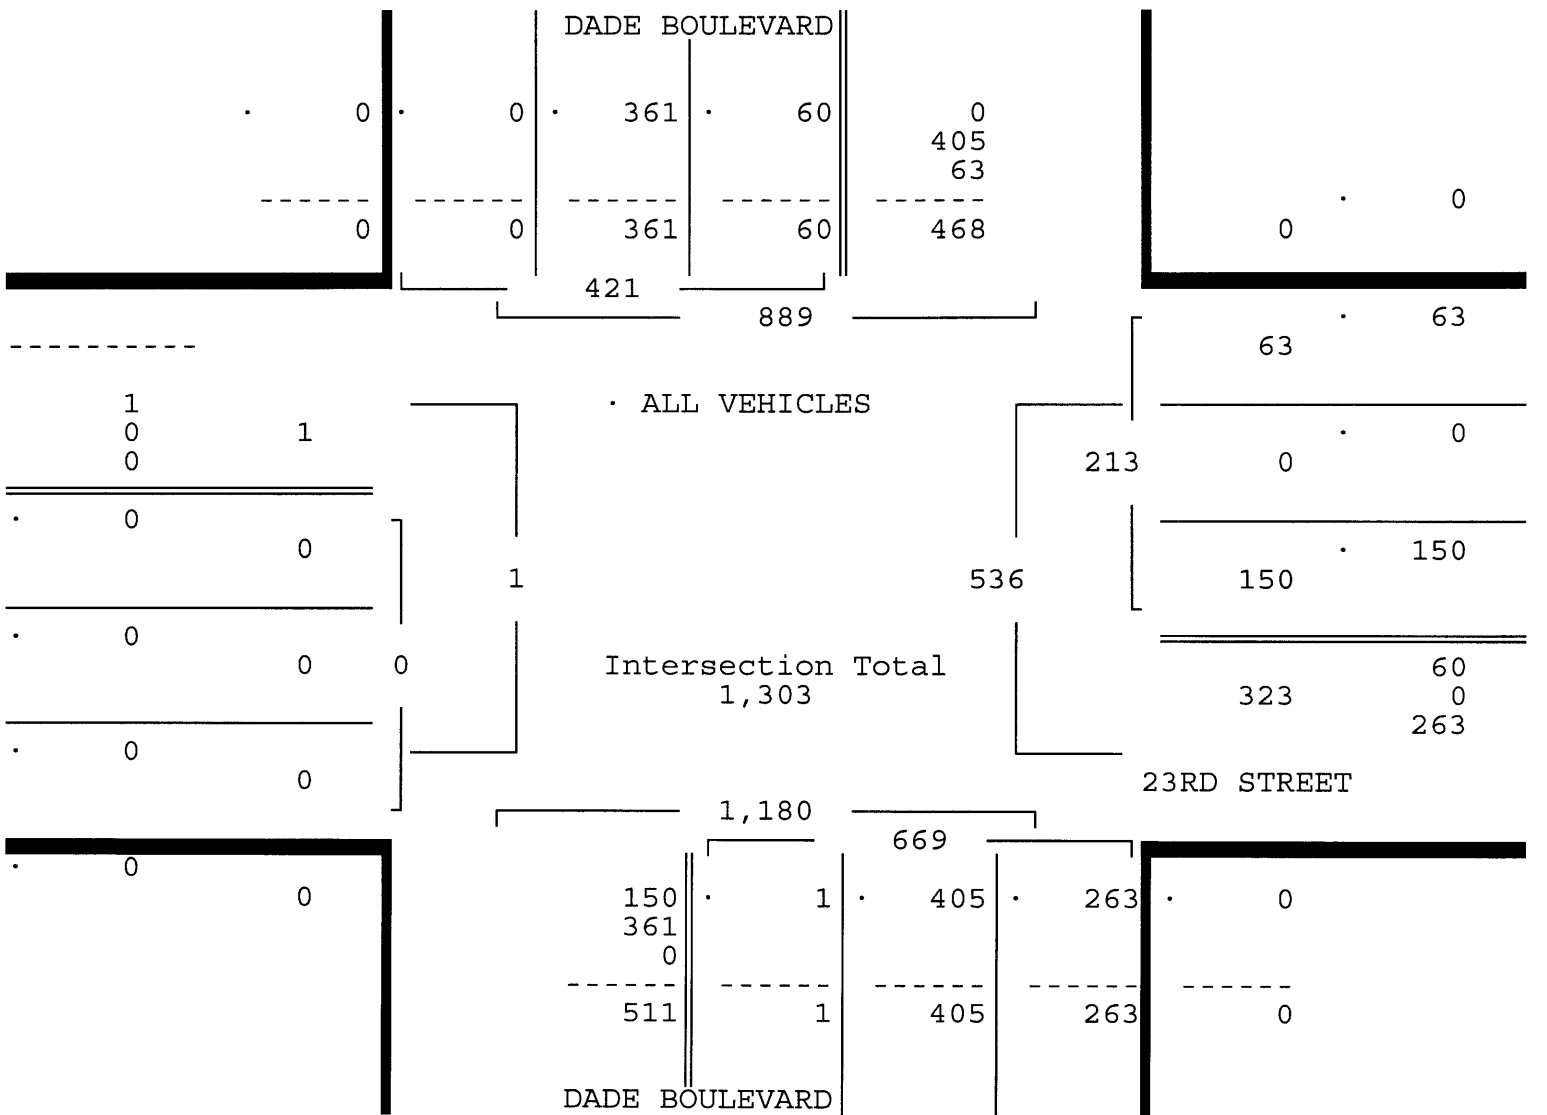 DADE BOULEVARD
· 0 · 0 · 361 · 60 0
405
63
------ ------ ------ ------ ------ · 0
0 0 361 60 468 0
421
889 · 63
---------- 63
1 · ALL VEHICLES
0 1 · 0
0 213 0
· 0
0 · 150
1 536 150
· 0
0 0 Intersection Total 60
1,303 323 0
263
· 0
0 23RD STREET
1,180
669
· 0
0 150 · 1 · 405 · 263 · 0
361
0
------ ------ ------ ------ ------
511 1 405 263 0
DADE BOULEVARD